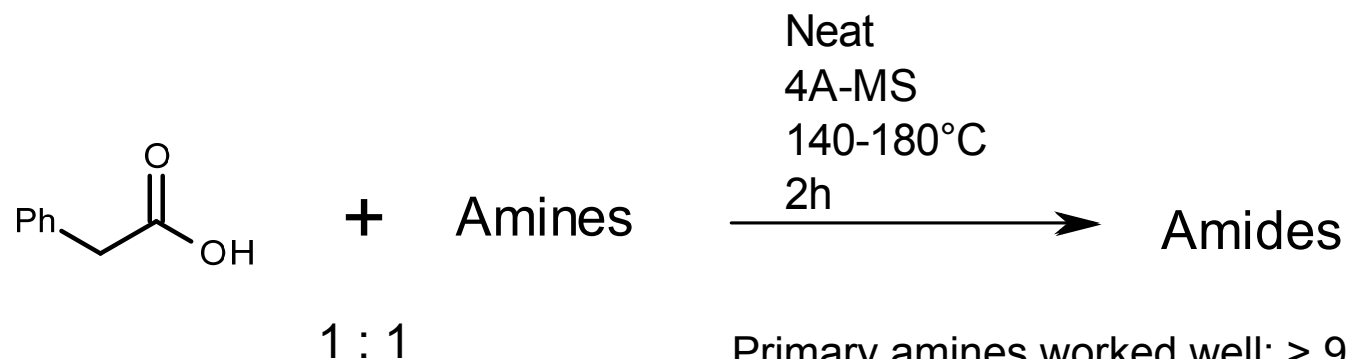 Neat
4A-MS
140-180°C
2h
O
Ph
OH
+
Amines
Amides
1 : 1
Primary amines worked well: > 9